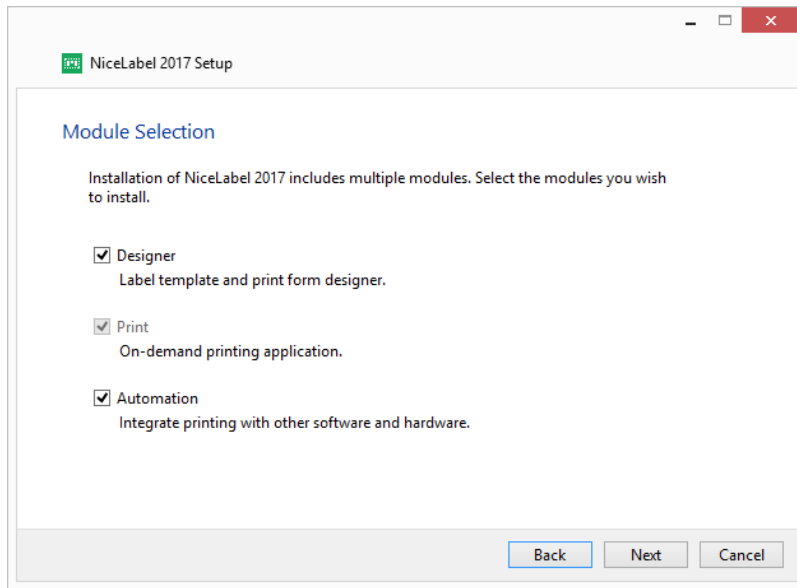 NiceLabel 2017 Setup
Module Selection
Installation of NiceLabel 2017 includes multiple modules. Select the modules you wish
to install.
Designer
Label template and print form designer.
Print
On-demand printing application.
Automation
Integrate printing with other software and hardware.
Back Next Cancel